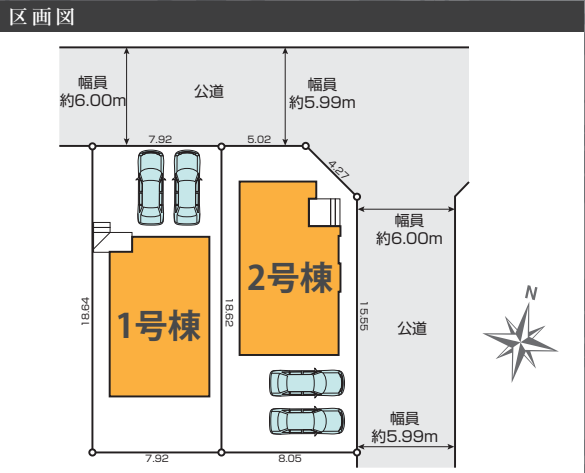 区画図
幅員
約6.00m
公道
幅員
約5.99m
7.92
5.02
4.27
幅員
約6.00m
2号棟
1号棟
18.64
18.62
15.55
公道
N
幅員
約5.99m
7.92
8.05